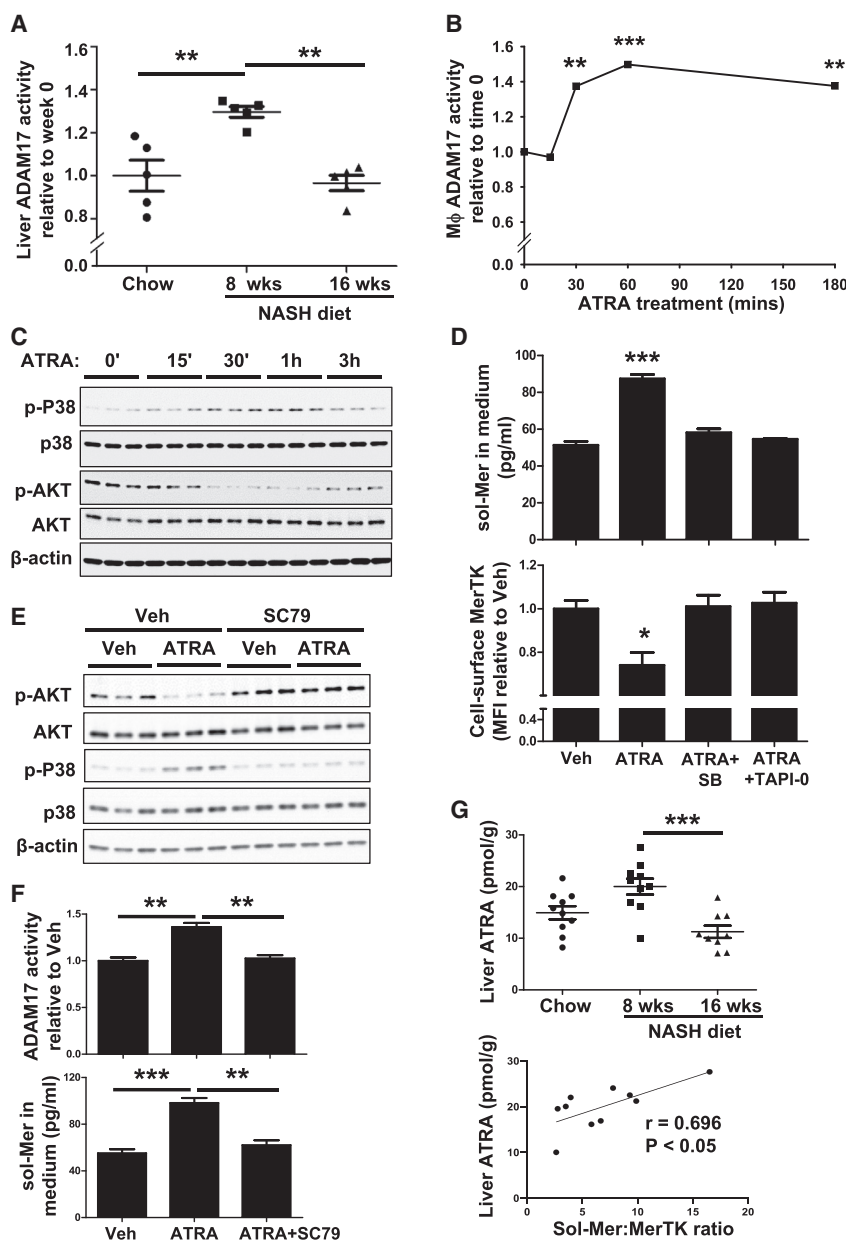 A
Liver ADAM17 activity
relative to week 0
1.6
1.4
1.2
1.0
0.8
0.0
**
**
Chow
8 wks
16 wks
NASH diet
B
Mϕ ADAM17 activity
relative to time 0
1.6
1.4
1.2
1.0
0.8
0.6
0.0
**
***
**
0
30
60
90
120
150
180
ATRA treatment (mins)
C
ATRA:
0'
15'
30'
1h
3h
p-P38
p38
p-AKT
AKT
β-actin
D
sol-Mer in medium
(pg/ml)
100
80
60
40
20
0
***
Cell-surface MerTK
(MFI relative to Veh)
1.2
1.0
0.8
0.4
0.0
*
Veh
ATRA
ATRA+
SB
ATRA
+TAPI-0
E
Veh
SC79
Veh
ATRA
Veh
ATRA
p-AKT
AKT
p-P38
p38
β-actin
F
ADAM17 activity
relative to Veh
1.5
1.0
0.5
0.0
**
**
sol-Mer in
medium (pg/ml)
120
80
40
0
***
**
Veh
ATRA
ATRA+SC79
G
Liver ATRA (pmol/g)
30
20
10
0
***
Chow
8 wks
16 wks
NASH diet
Liver ATRA (pmol/g)
30
20
10
0
r = 0.696
P < 0.05
0
5
10
15
20
Sol-Mer:MerTK ratio